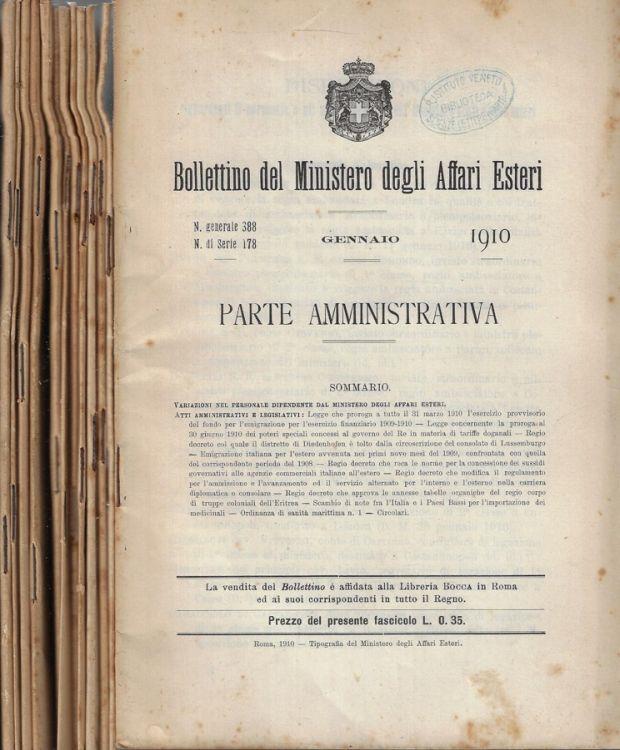 R. ISTITUTO VENETO
BIBLIOTECA
Bollettino del Ministero degli Affari Esteri
N. generale 388
N. di Serie 178
GENNAIO
1910
PARTE AMMINISTRATIVA
SOMMARIO.
VARIAZIONI NEL PERSONALE DIPENDENTE DAL MINISTERO DEGLI AFFARI ESTERI.
ATTI AMMINISTRATIVI E LEGISLATIVI: Legge che proroga a tutto il 31 marzo 1910 l'esercizio provvisorio
del fondo per l'emigrazione per l'esercizio finanziario 1909-1910 — Legge concernente la proroga al
30 giugno 1910 dei poteri speciali concessi al governo del Re in materia di tariffe doganali — Regio
decreto col quale il distretto di Diedenhofen è tolto dalla circoscrizione del consolato di Lussemburgo
— Emigrazione italiana per l'estero avvenuta nei primi novo mesi del 1909, confrontata con quella
del corrispondente periodo del 1908 — Regio decreto che roca le norme per la concessione dei sussidi
governativi alle agenzie commerciali italiane all'estero — Regio decreto che modifica il regolamento
per l'ammissione e l'avanzamento ed il servizio alternato per l'interno e l'esterno nella carriera
diplomatica o consolare — Regio decreto che approva le annesse tabelle organighe del regio corpo
di truppe coloniali dell'Eritrea — Scambio di note fra l'Italia e i Paesi Bassi per l'importazione dei
medicinali — Ordinanza di sanità marittima n. 1 — Circolari.
La vendita del Bollettino è affidata alla Libreria BOCCA in Roma
ed ai suoi corrispondenti in tutto il Regno.
Prezzo del presente fascicolo L. 0. 35.
Roma, 1910 — Tipografia del Ministero degli Affari Esteri.